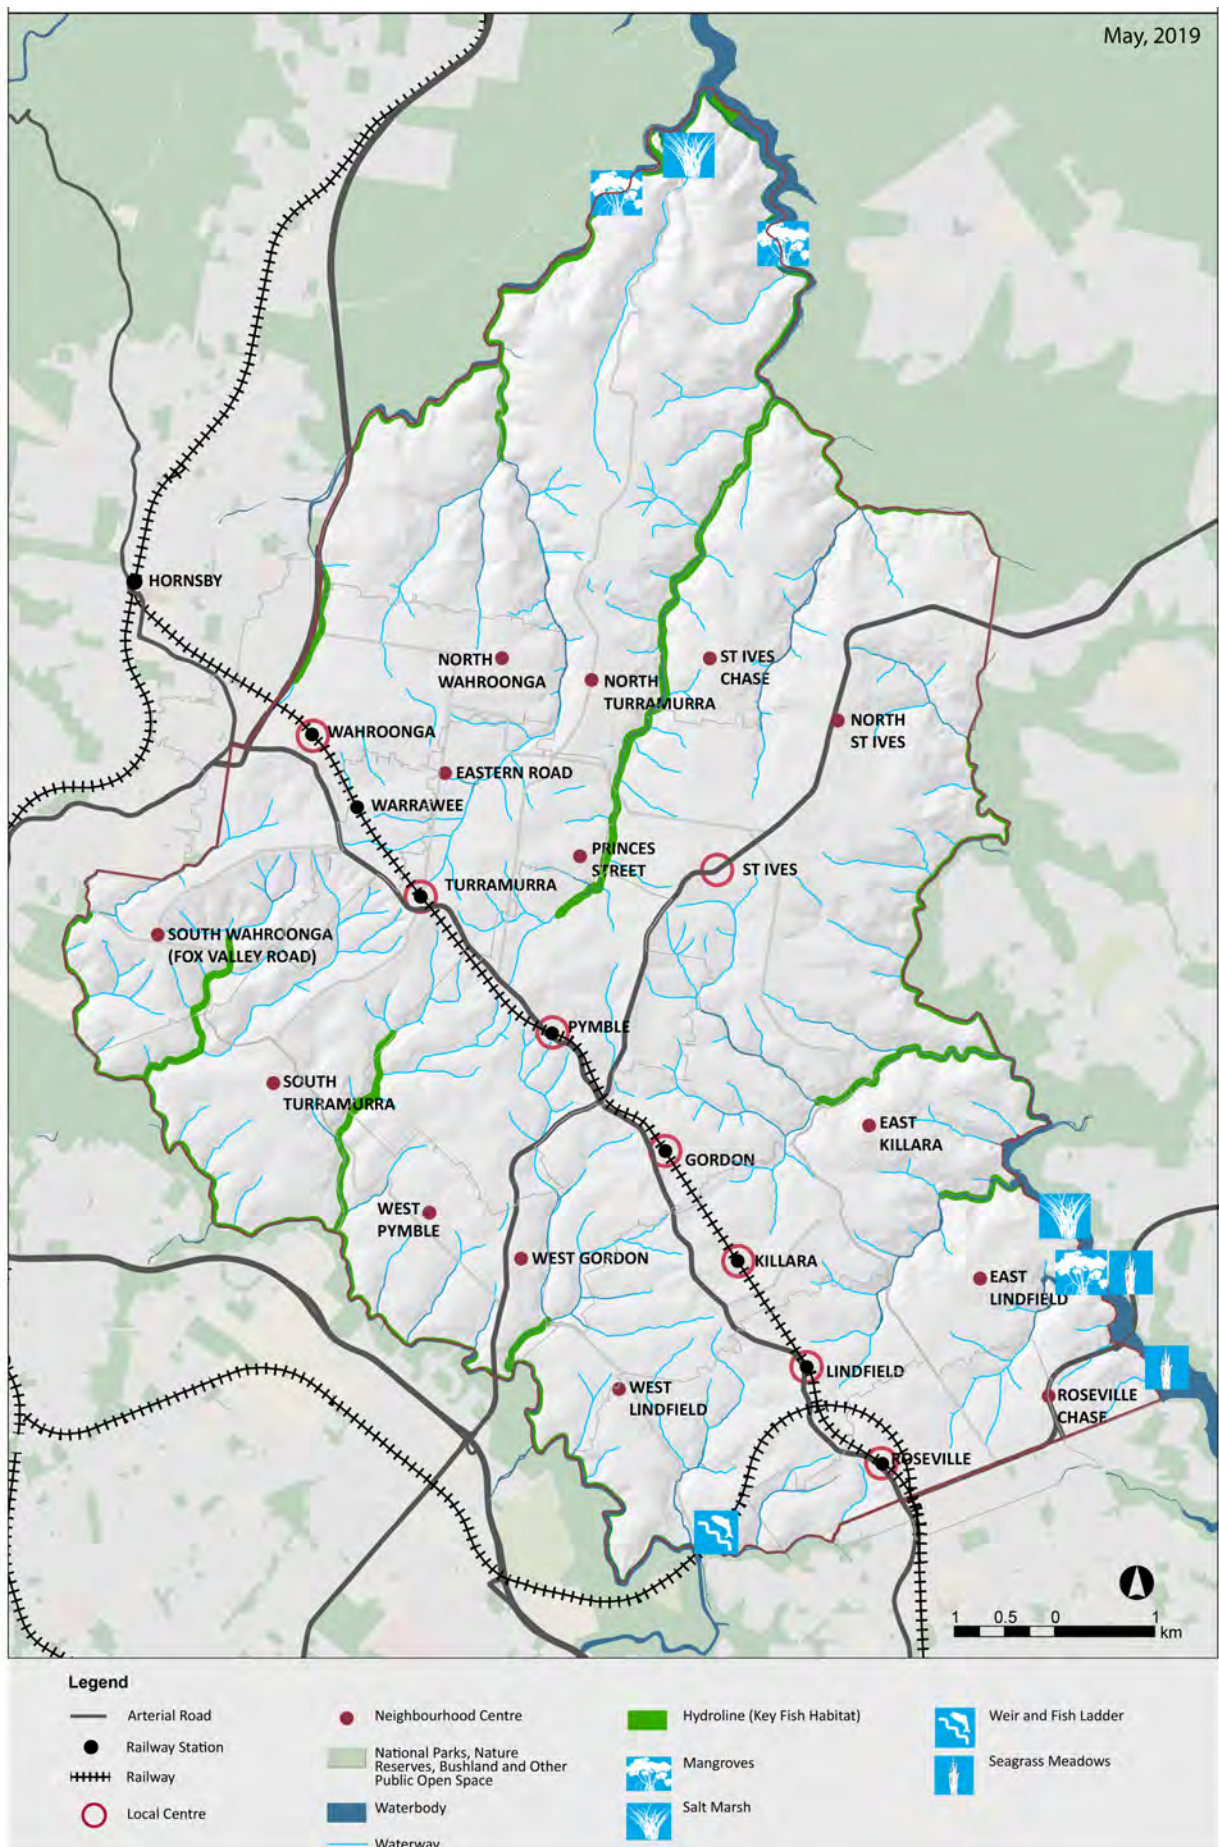 May, 2019
HORNSBY
NORTH
WAHROONGA
ST IVES
CHASE
NORTH
TURRAMURRA
NORTH
ST IVES
WAHROONGA
EASTERN ROAD
WARRAWEE
PRINCES
STREET
ST IVES
TURRAMURRA
SOUTH WAHROONGA
(FOX VALLEY ROAD)
PYMBLE
SOUTH
TURRAMURRA
EAST
KILLARA
GORDON
WEST
PYMBLE
WEST GORDON
KILLARA
EAST
LINDFIELD
LINDFIELD
WEST
LINDFIELD
ROSEVILLE
CHASE
ROSEVILLE
1 0.5 0 1
km
Legend
Arterial Road
Railway Station
Railway
Local Centre
Neighbourhood Centre
National Parks, Nature
Reserves, Bushland and Other
Public Open Space
Waterbody
Waterway
Hydroline (Key Fish Habitat)
Mangroves
Salt Marsh
Weir and Fish Ladder
Seagrass Meadows